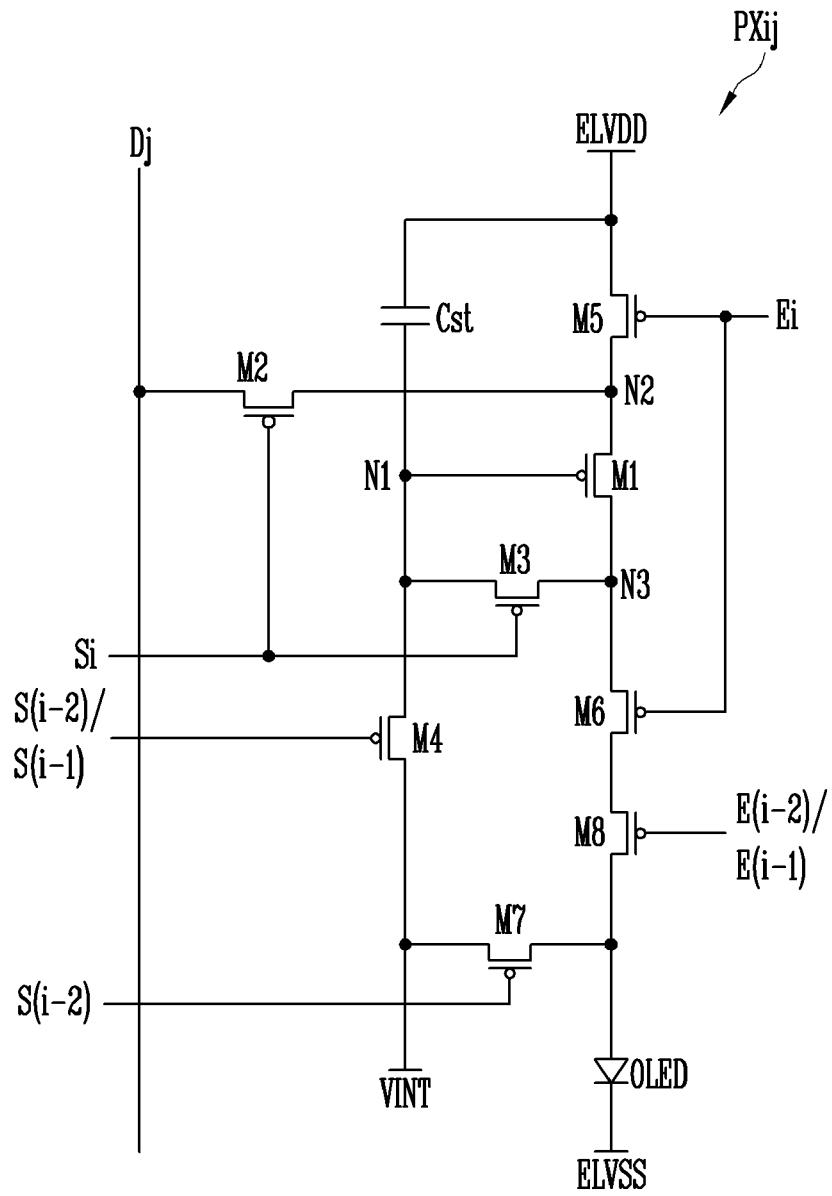 PXij
Dj
ELVDD
Cst
M5
Ei
M2
N2
N1
M1
M3
N3
Si
S(i-2)/
S(i-1)
M4
M6
M8
E(i-2)/
E(i-1)
M7
S(i-2)
VINT
OLED
ELVSS